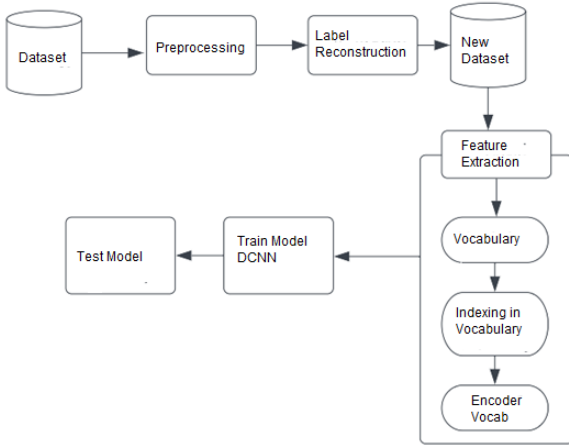 Dataset
Preprocessing
Label
Reconstruction
New
Dataset
Feature
Extraction
Vocabulary
Indexing in
Vocabulary
Encoder
Vocab
Train Model
DCNN
Test Model